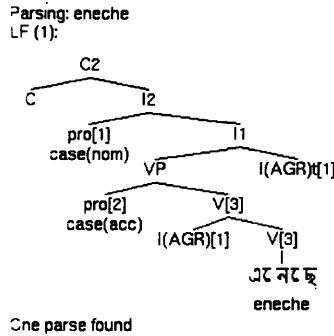 Parsing: eneche
LF (1):
C2
C I2
pro[1] I1
case(nom)
VP I(AGR)t[1]
pro[2] V[3]
case(acc)
I(AGR)[1] V[3]
এনেছে
eneche
One parse found